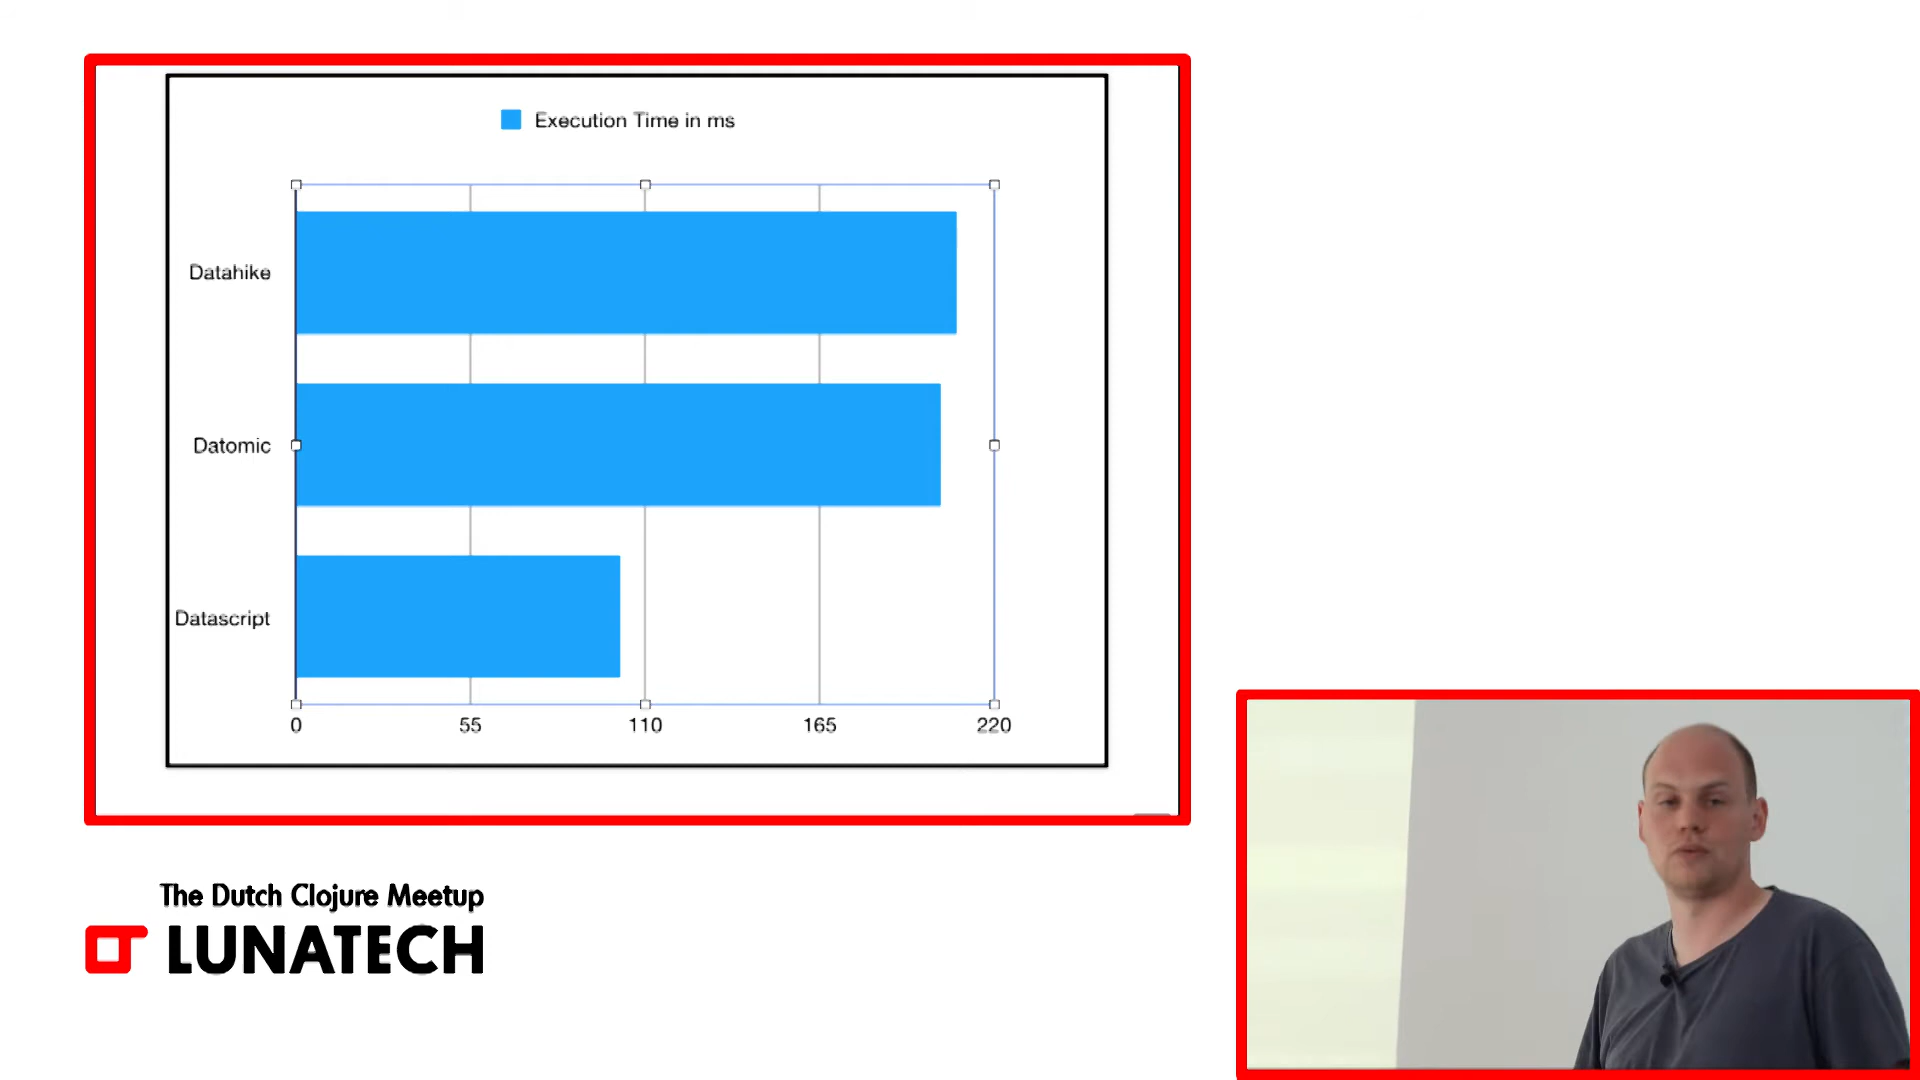 Execution Time in ms
Datahike
Datomic
Datascript
0 55 110 165 220
The Dutch Clojure Meetup
LUNATECH